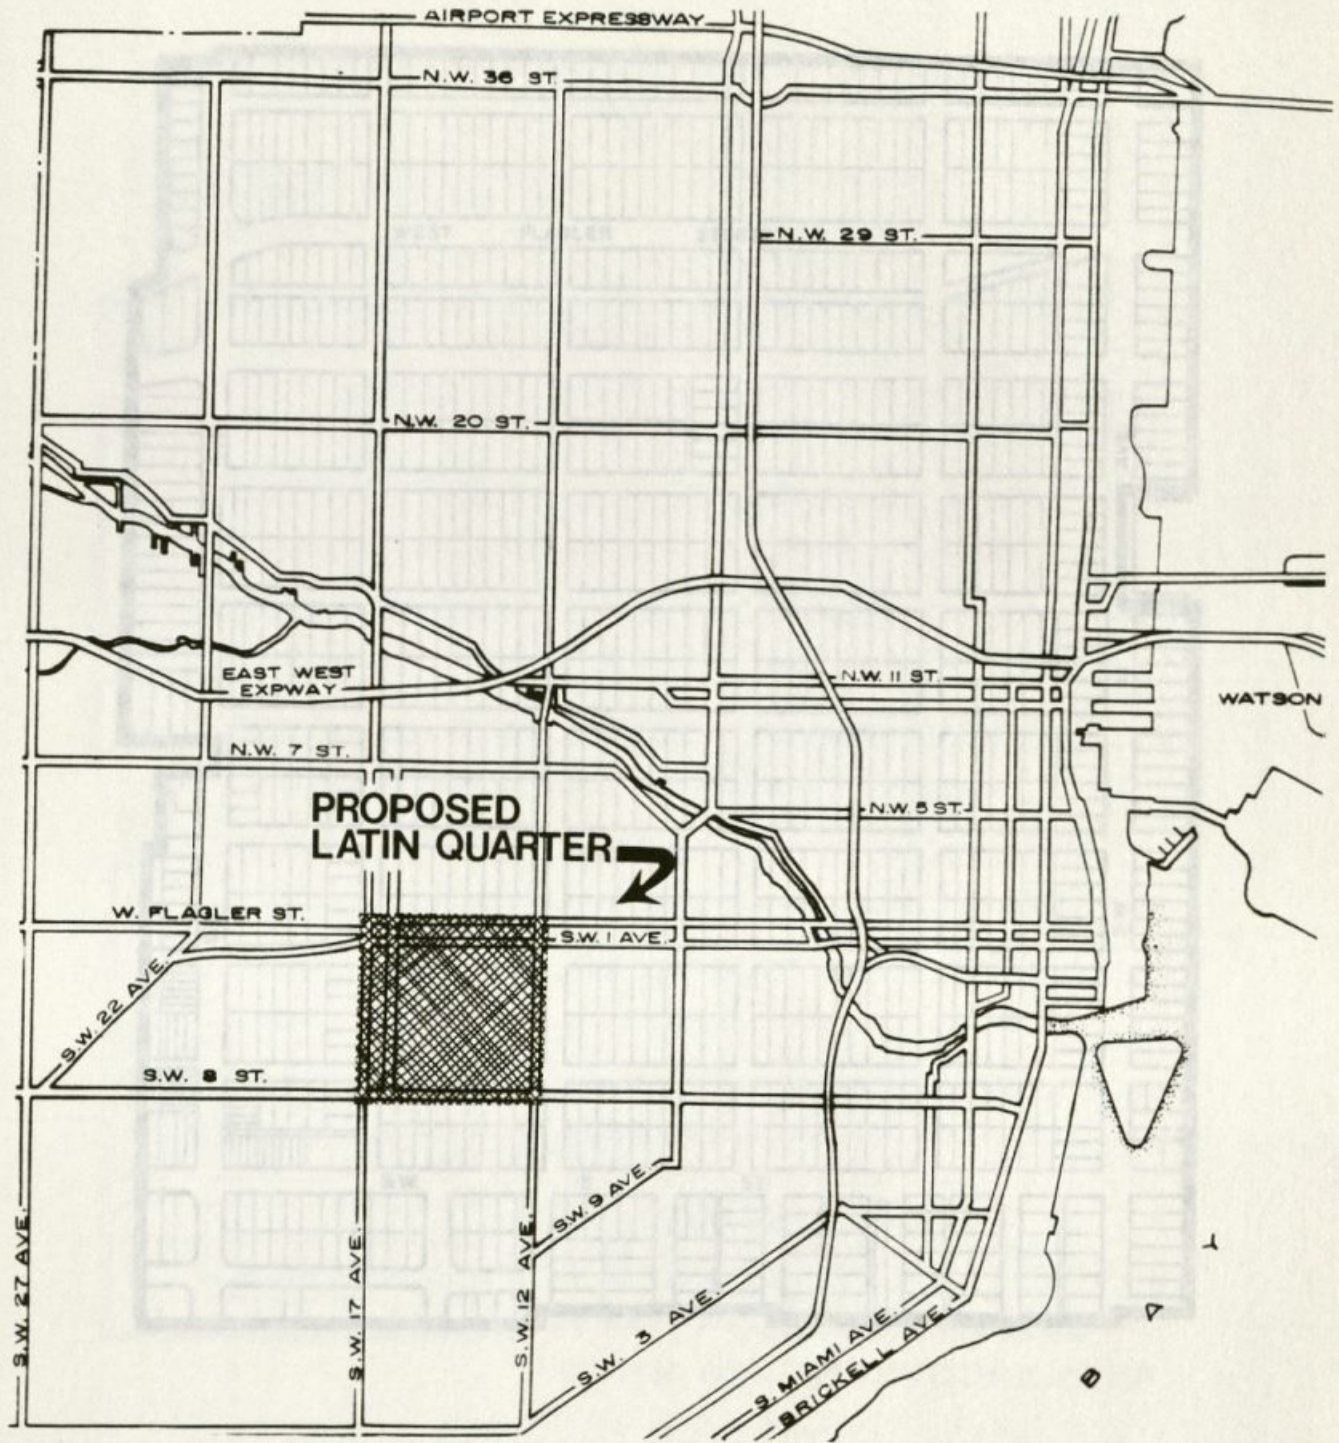 AIRPORT EXPRESSWAY
N.W. 36 ST.
N.W. 29 ST.
N.W. 20 ST.
EAST WEST
EXPWAY
N.W. 11 ST.
WATSON
N.W. 7 ST.
PROPOSED
LATIN QUARTER
N.W. 5 ST.
W. FLAGLER ST.
S.W. 1 AVE.
S.W. 22 AVE.
S.W. 8 ST.
S.W. 9 AVE.
S.W. 27 AVE.
S.W. 17 AVE.
S.W. 12 AVE.
S.W. 3 AVE.
S. MIAMI AVE.
BRICKELL AVE.
B A Y
WEST FLAGLER